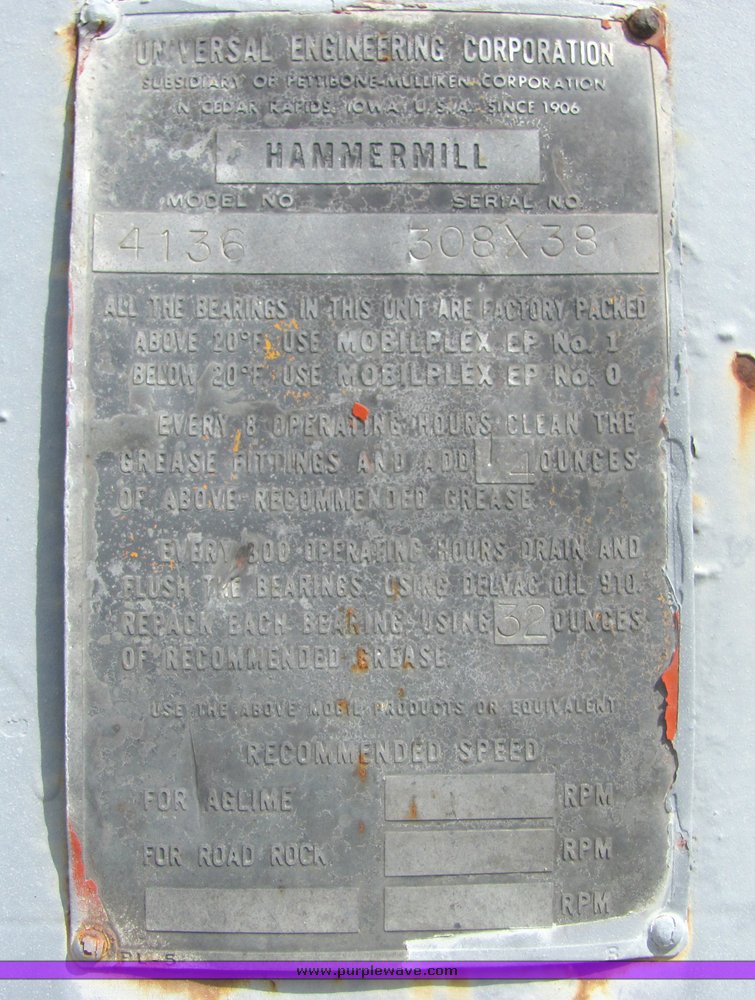 UNIVERSAL ENGINEERING CORPORATION
SUBSIDIARY OF PETTIBONE MULLIKEN CORPORATION
IN CEDAR RAPIDS, IOWA, U.S.A. SINCE 1906
HAMMERMILL
MODEL NO. SERIAL NO.
4136 308X38
ALL THE BEARINGS IN THIS UNIT ARE FACTORY PACKED
ABOVE 20°F. USE MOBILPLEX EP No. 1
BELOW 20°F. USE MOBILPLEX EP No. 0
EVERY 8 OPERATING HOURS CLEAN THE
GREASE FITTINGS AND ADD OUNCES
OF ABOVE RECOMMENDED GREASE
EVERY 300 OPERATING HOURS DRAIN AND
FLUSH THE BEARINGS, USING DELVAC OIL 910.
REPACK EACH BEARING USING 32 OUNCES
OF RECOMMENDED GREASE.
USE THE ABOVE MOBIL PRODUCTS OR EQUIVALENT
RECOMMENDED SPEED
FOR AGLIME RPM
FOR ROAD ROCK RPM
RPM
PL-5
www.purplewave.com